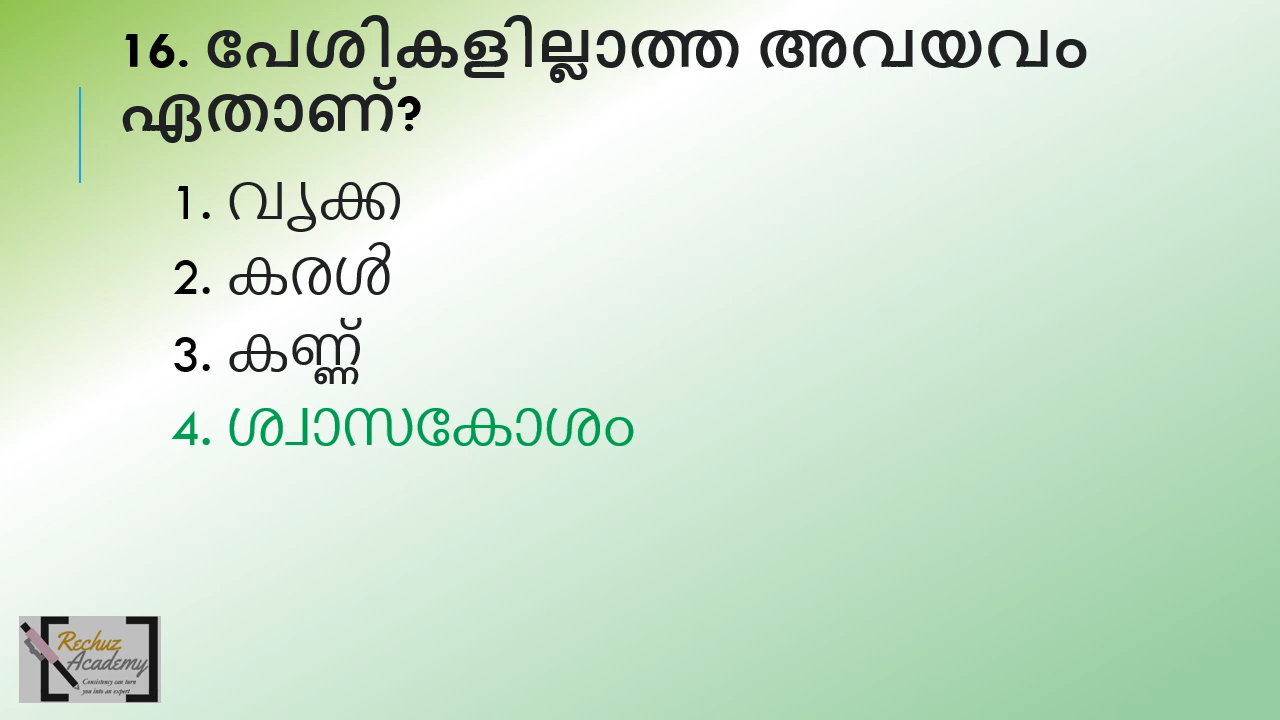 16. പേശികളില്ലാത്ത അവയവം
ഏതാണ്?
1. വൃക്ക
2. കരൾ
3. കണ്ണ്
4. ശ്വാസകോശം
Rechuz
Academy
Consistency can turn
you into an expert